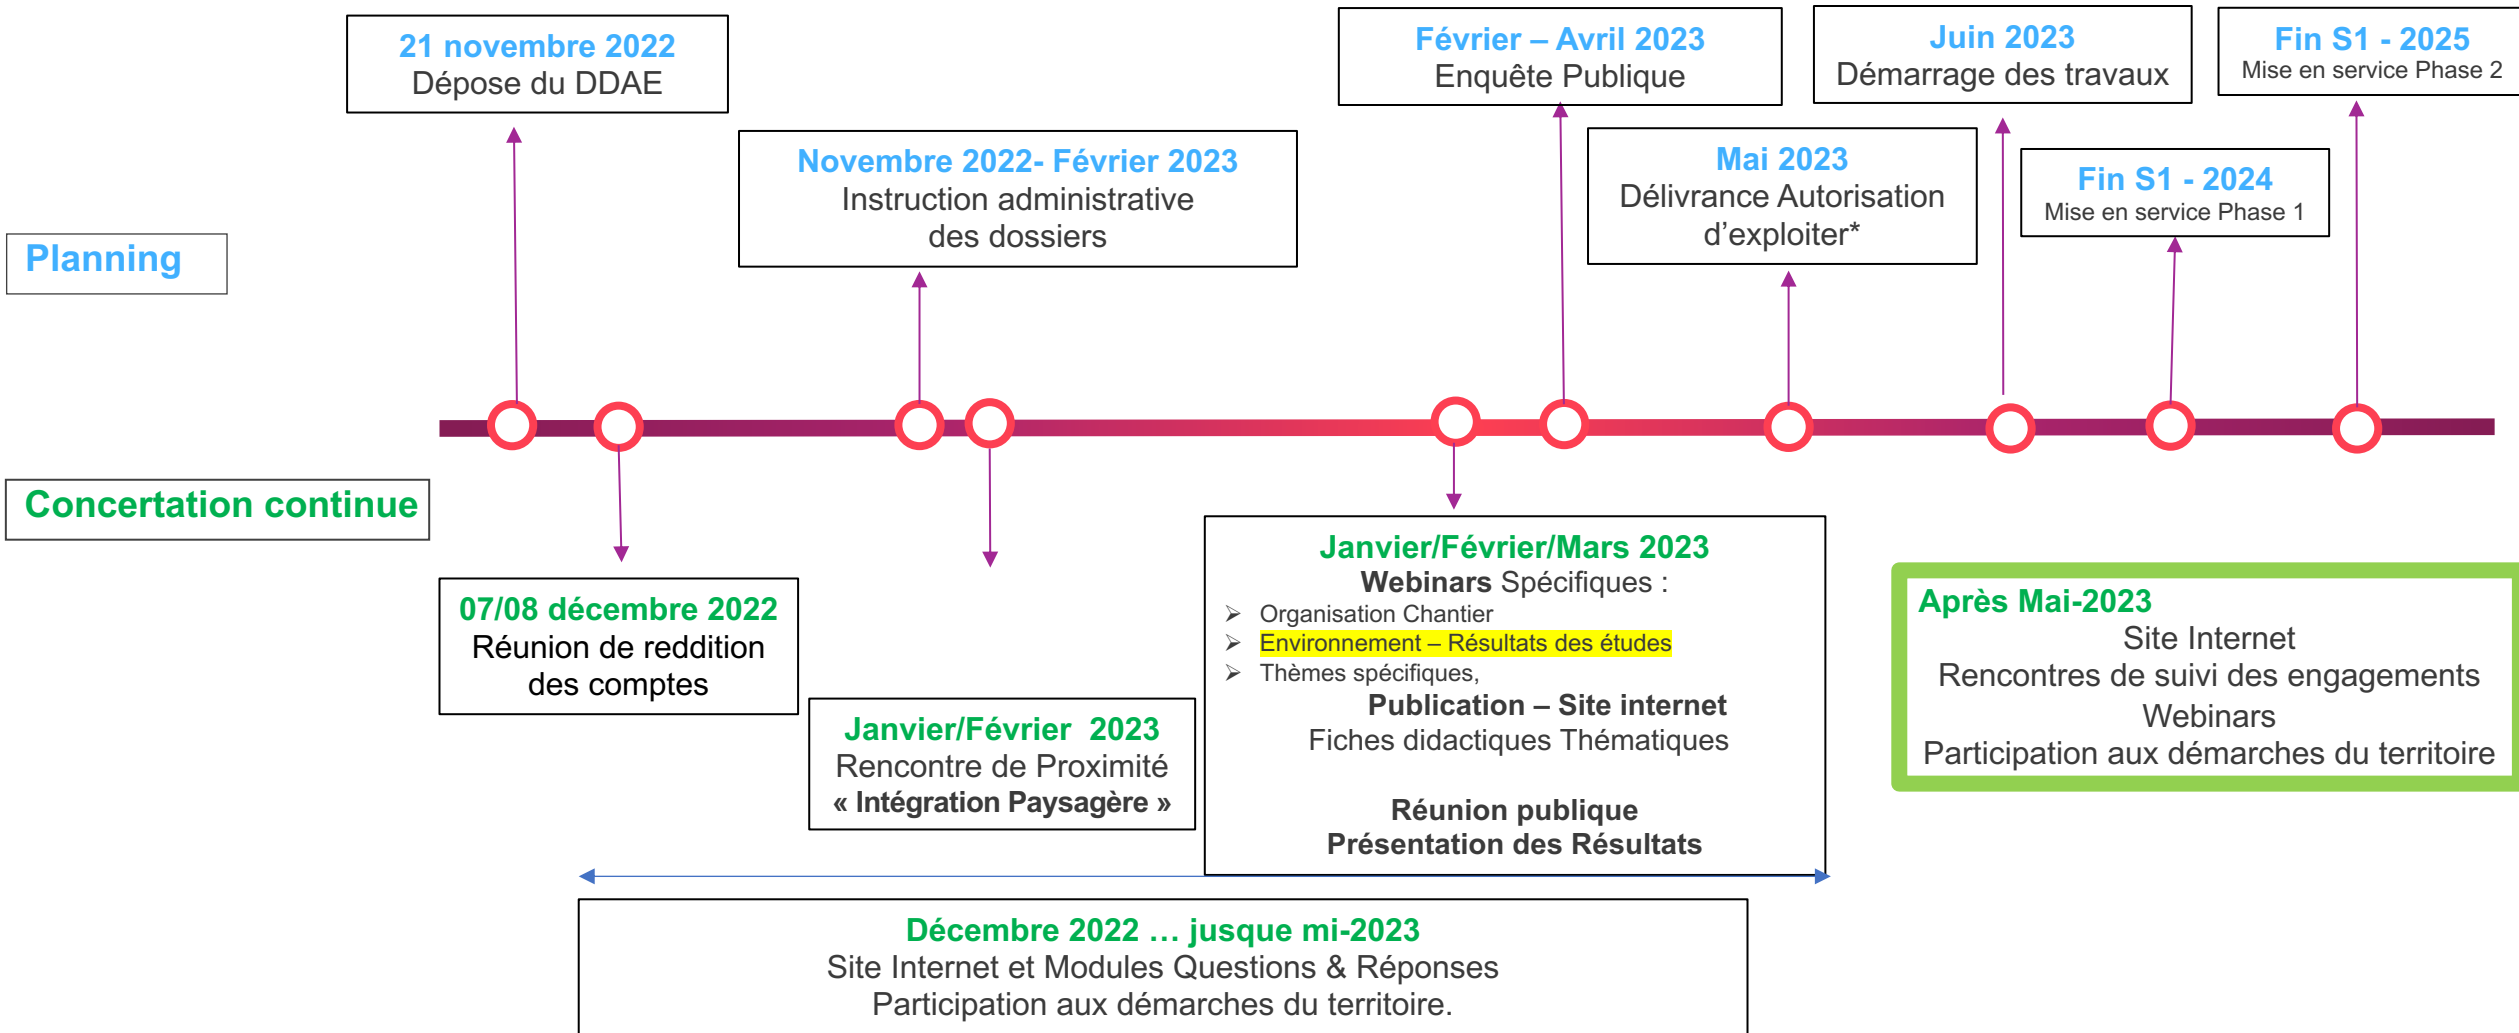 21 novembre 2022
Dépose du DDAE
Novembre 2022- Février 2023
Instruction administrative
des dossiers
Février – Avril 2023
Enquête Publique
Mai 2023
Délivrance Autorisation
d’exploiter*
Juin 2023
Démarrage des travaux
Fin S1 - 2024
Mise en service Phase 1
Fin S1 - 2025
Mise en service Phase 2
Planning
Concertation continue
07/08 décembre 2022
Réunion de reddition
des comptes
Janvier/Février  2023
Rencontre de Proximité
« Intégration Paysagère »
Janvier/Février/Mars 2023
Webinars Spécifiques :
➢ Organisation Chantier
➢ Environnement – Résultats des études
➢ Thèmes spécifiques,
Publication – Site internet
Fiches didactiques Thématiques
Réunion publique
Présentation des Résultats
Après Mai-2023
Site Internet
Rencontres de suivi des engagements
Webinars
Participation aux démarches du territoire
Décembre 2022 … jusque mi-2023
Site Internet et Modules Questions & Réponses
Participation aux démarches du territoire.